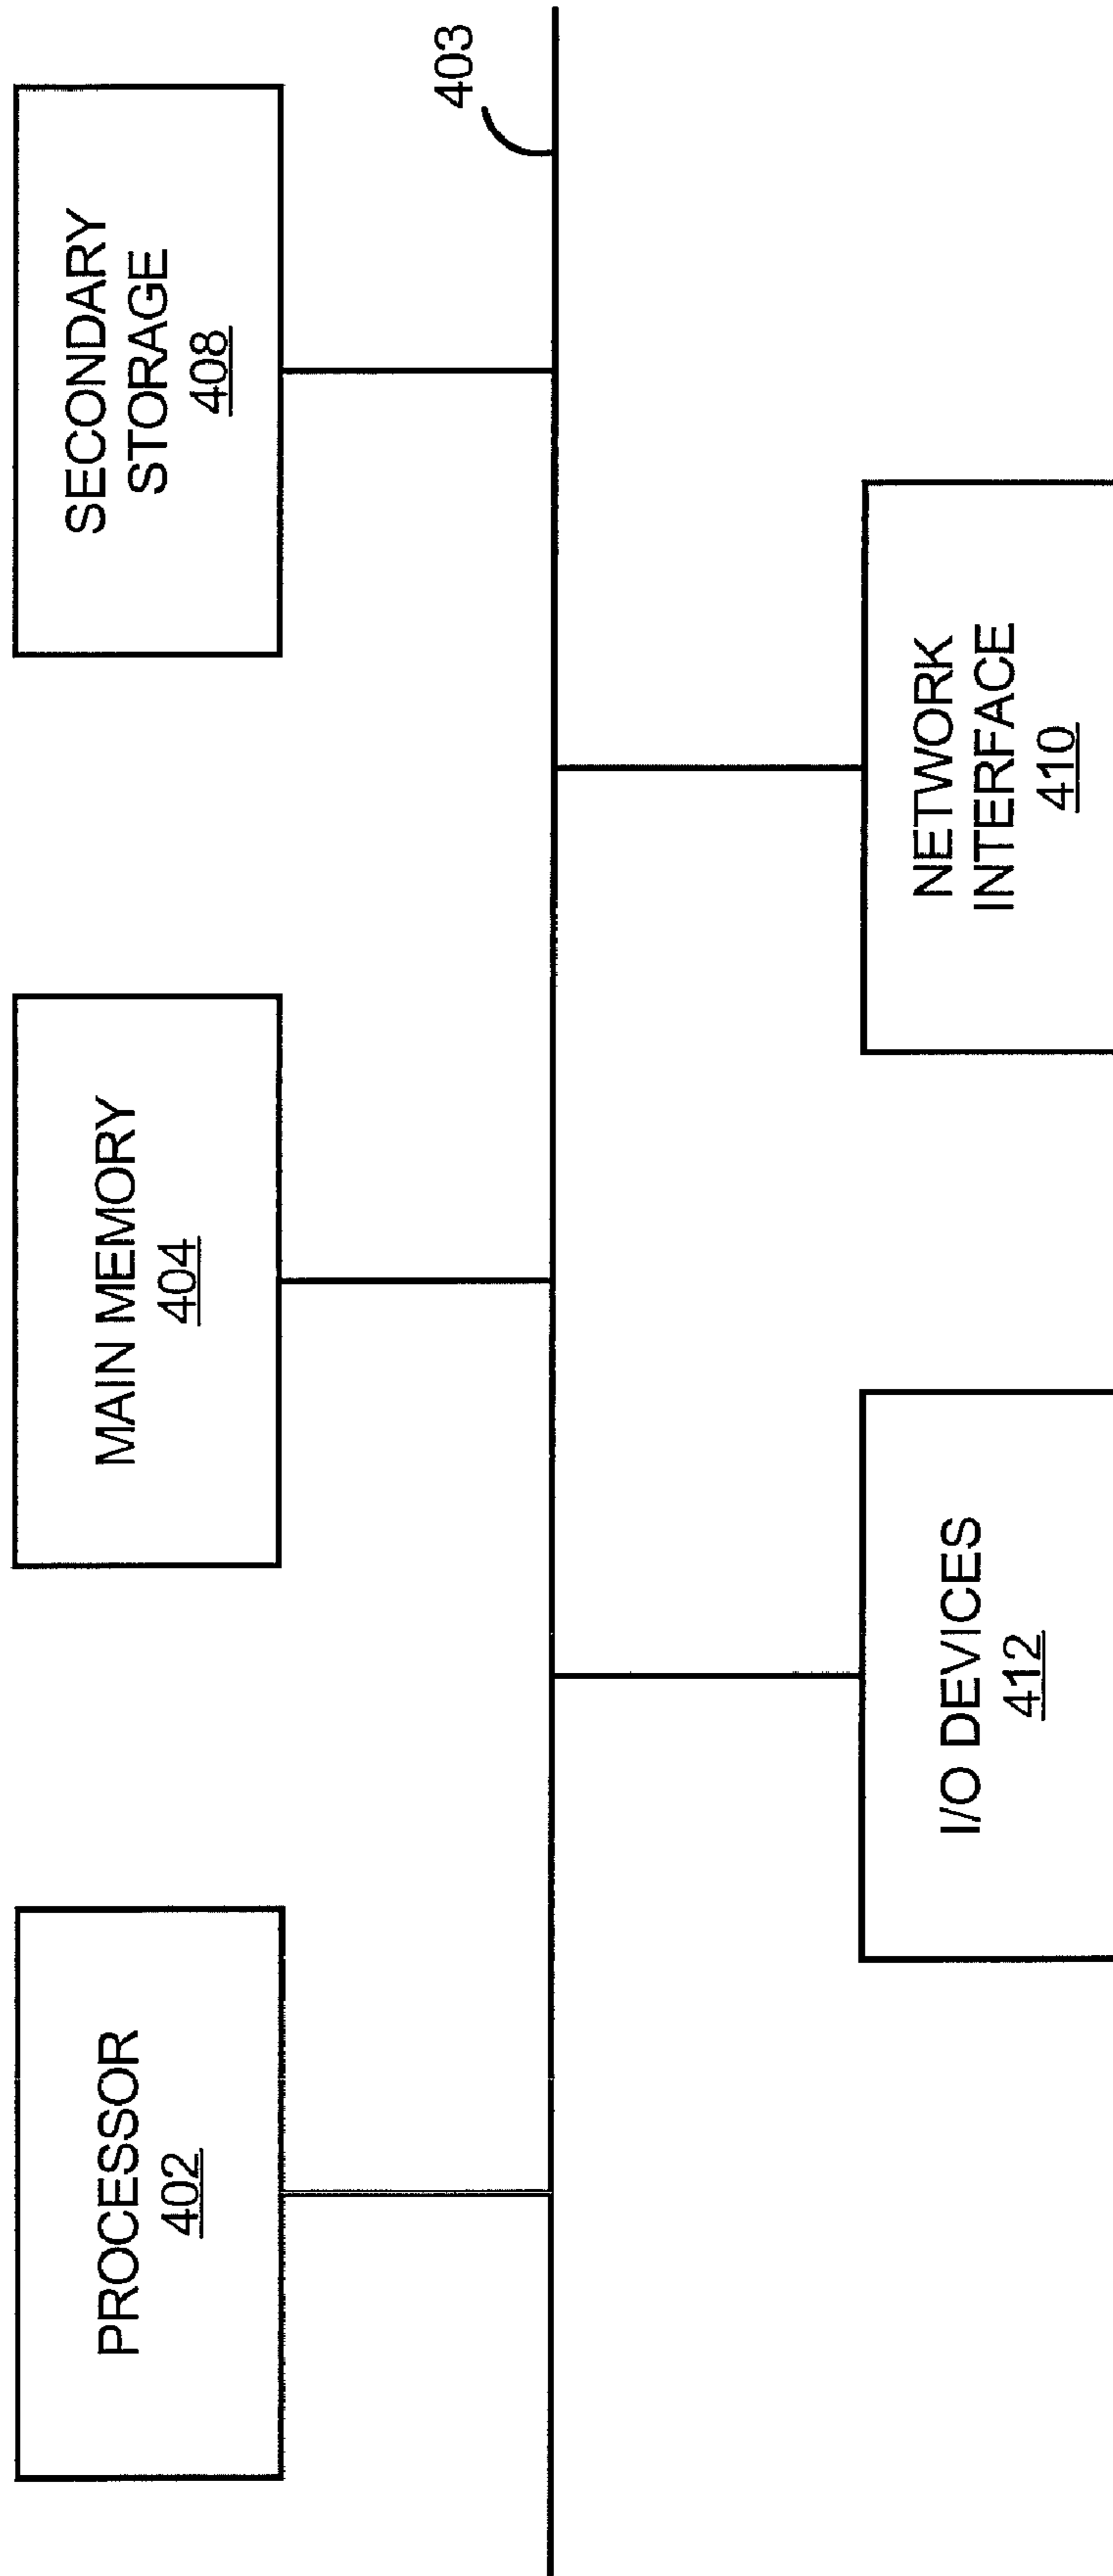 PROCESSOR
402
MAIN MEMORY
404
SECONDARY
STORAGE
408
403
I/O DEVICES
412
NETWORK
INTERFACE
410